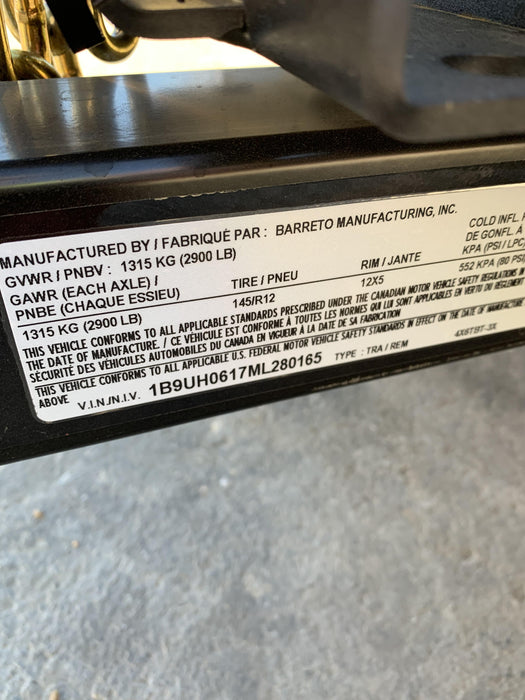 MANUFACTURED BY / FABRIQUÉ PAR : BARRETO MANUFACTURING, INC.
GVWR / PNBV : 1315 KG (2900 LB)
GAWR (EACH AXLE) / TIRE / PNEU RIM / JANTE COLD INFL.
PNBE (CHAQUE ESSIEU) 145/R12 12X5 DE GONFL. A
KPA (PSI / LPC)
1315 KG (2900 LB) 552 KPA (80 PSI
THIS VEHICLE CONFORMS TO ALL APPLICABLE STANDARDS PRESCRIBED UNDER THE CANADIAN MOTOR VEHICLE SAFETY REGULATIONS
THE DATE OF MANUFACTURE. / CE VÉHICULE EST CONFORME À TOUTES LES NORMES QUI LUI SONT APPLICABLES EN VERTU DU RÈGLEMENT
SÉCURITÉ DES VÉHICULES AUTOMOBILES DU CANADA EN VIGUEUR À LA DATE DE SA FABRICATION
THIS VEHICLE CONFORMS TO ALL APPLICABLE U.S. FEDERAL MOTOR VEHICLE SAFETY STANDARDS IN EFFECT ON THE DATE OF MANUFACTURE
ABOVE V.I.N./N.I.V. 1B9UH0617ML280165 TYPE : TRA / REM 4X6TBT-3X